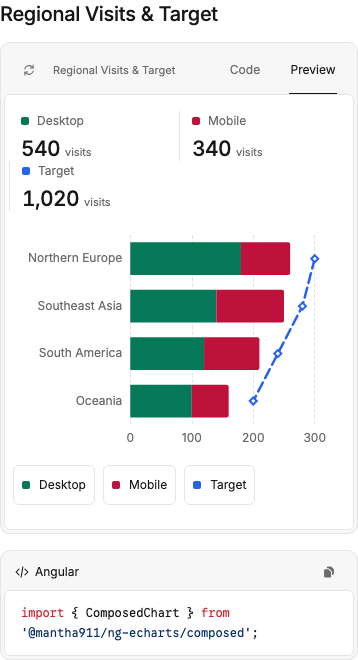 Regional Visits & Target
Regional Visits & Target
Code
Preview
Desktop
540 visits
Mobile
340 visits
Target
1,020 visits
Northern Europe
Southeast Asia
South America
Oceania
0 100 200 300
Desktop
Mobile
Target
</> Angular
import { ComposedChart } from
'@mantha911/ng-echarts/composed';